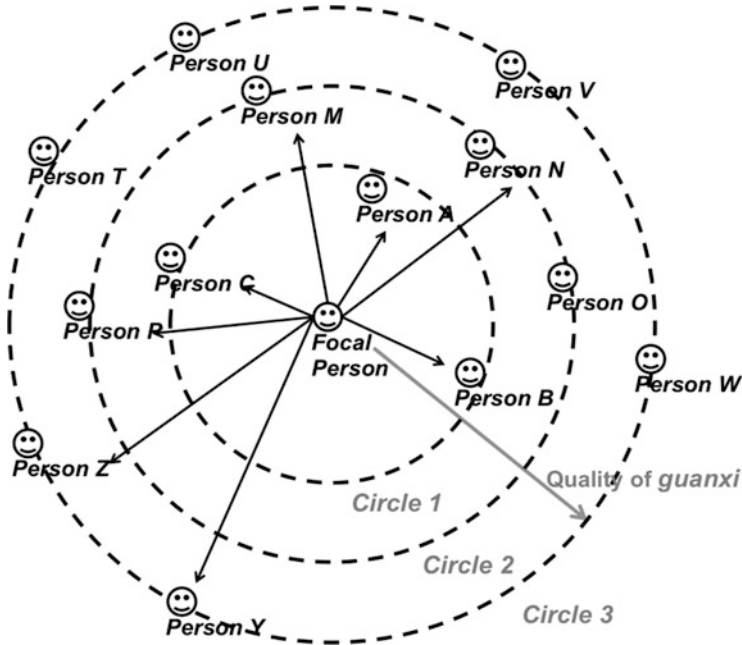 Person U
Person V
Person M
Person N
Person T
Person A
Person C
Person O
Person P
Focal
Person
Person W
Person B
Person Z
Quality of guanxi
Circle 1
Circle 2
Circle 3
Person Y